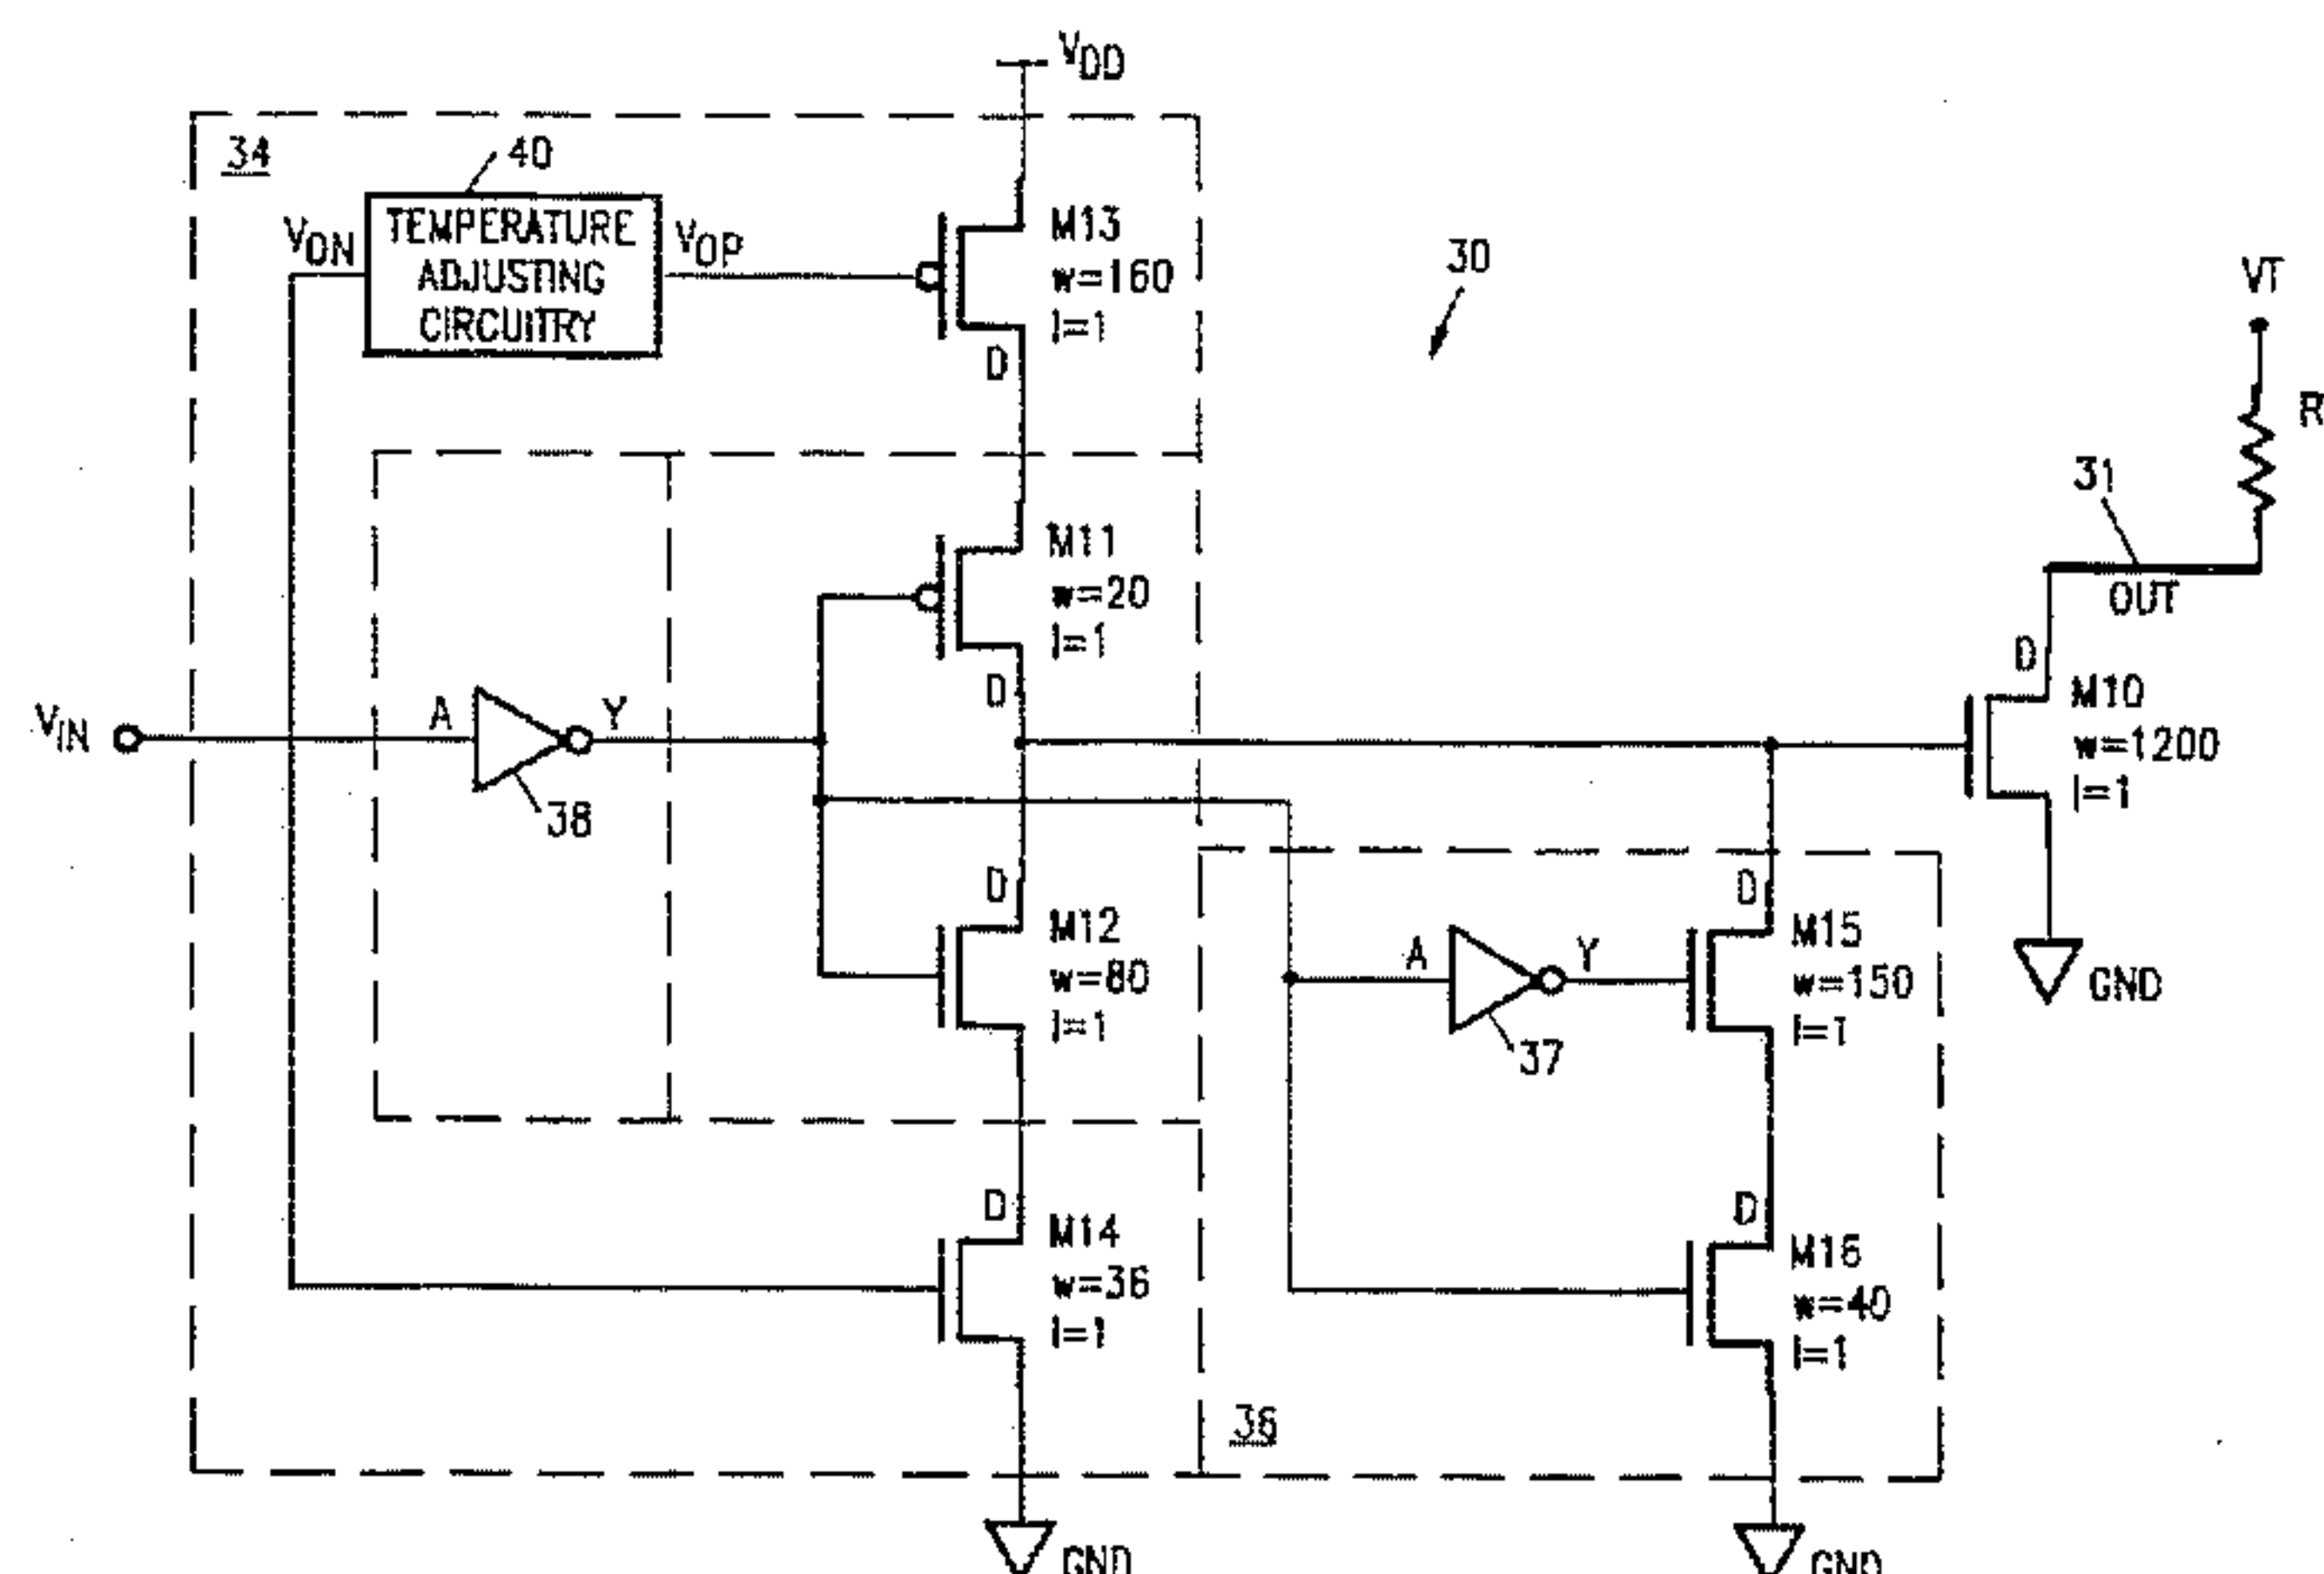 VDD
34
40
VON
TEMPERATURE
ADJUSTING
CIRCUITRY
VOP
M13
w=160
l=1
D
30
VT
R
31
OUT
M11
w=20
l=1
D
D
M10
w=1200
l=1
GND
VIN
A
Y
38
D
M12
w=80
l=1
A
Y
37
D
M15
w=150
l=1
D
M14
w=36
l=1
D
M16
w=40
l=1
36
GND
GND